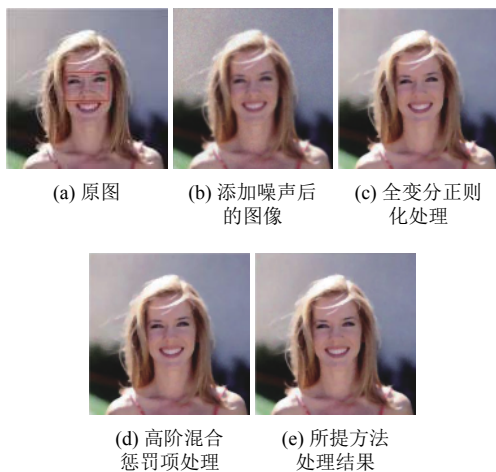 (a) 原图
(b) 添加噪声后
的图像
(c) 全变分正则
化处理
(d) 高阶混合
惩罚项处理
(e) 所提方法
处理结果